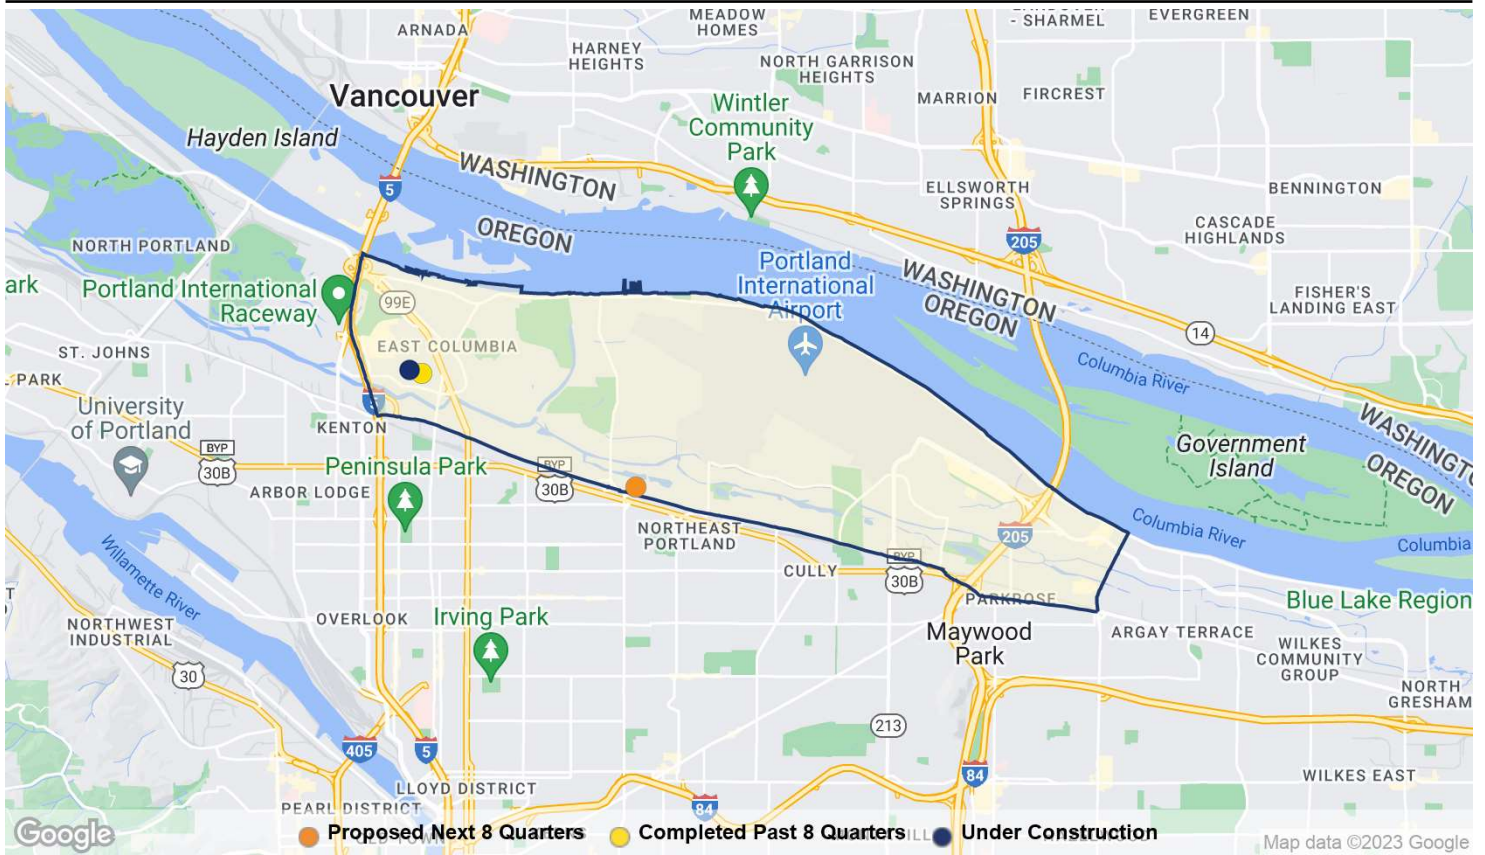 ARNADA
MEADOW
HOMES
- SHARMEL
EVERGREEN
HARNEY
HEIGHTS
NORTH GARRISON
HEIGHTS
Vancouver
MARRION
FIRCREST
Wintler
Community
Park
Hayden Island
WASHINGTON
5
ELLSWORTH
SPRINGS
BENNINGTON
OREGON
CASCADE
HIGHLANDS
205
NORTH PORTLAND
Portland
International
Airport
WASHINGTON
OREGON
ark
Portland International
Raceway
99E
FISHER'S
LANDING EAST
14
EAST COLUMBIA
ST. JOHNS
Columbia River
PARK
University
of Portland
5
KENTON
WASHINGTON
OREGON
Government
Island
BYP
30B
Peninsula Park
BYP
30B
ARBOR LODGE
NORTHEAST
PORTLAND
Columbia River
205
Columbia
Willamette River
CULLY
BYP
30B
PARKROSE
Blue Lake Region
OVERLOOK
Irving Park
NORTHWEST
INDUSTRIAL
Maywood
Park
ARGAY TERRACE
WILKES
COMMUNITY
GROUP
30
NORTH
GRESHAM
213
405
5
84
WILKES EAST
LLOYD DISTRICT
PEARL DISTRICT
84
Google
Proposed Next 8 Quarters
Completed Past 8 Quarters
Under Construction
Map data ©2023 Google